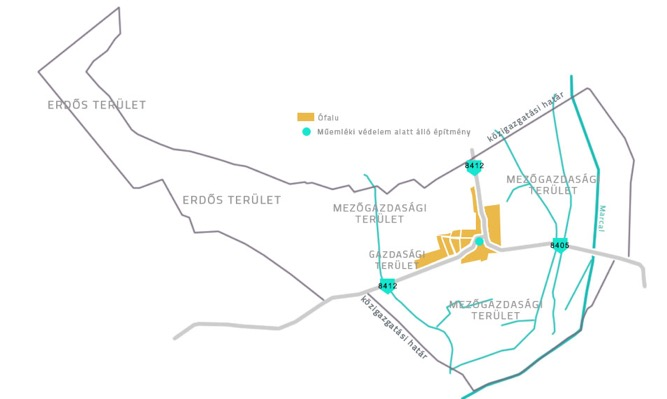 ERDŐS TERÜLET
Ófalu
Műemléki védelem alatt álló építmény
közigazgatási határ
8412
MEZŐGAZDASÁGI
TERÜLET
ERDŐS TERÜLET
MEZŐGAZDASÁGI
TERÜLET
Marcal
8405
GAZDASÁGI
TERÜLET
8412
közigazgatási határ
MEZŐGAZDASÁGI
TERÜLET